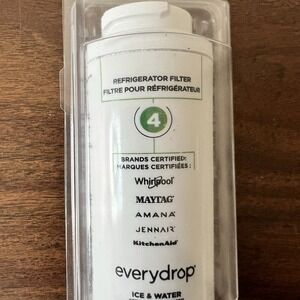 REFRIGERATOR FILTER
FILTRE POUR RÉFRIGÉRATEUR
4
BRANDS CERTIFIED:
MARQUES CERTIFIÉES :
Whirlpool
MAYTAG
AMANA
JENNAIR
KitchenAid
everydrop
ICE & WATER